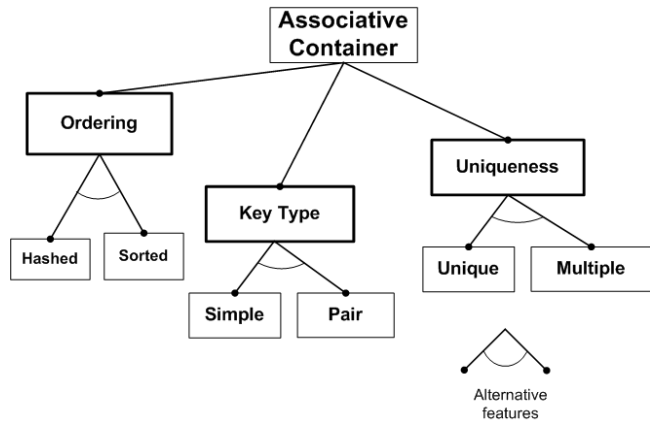 Associative
Container
Ordering
Uniqueness
Key Type
Hashed
Sorted
Unique
Multiple
Simple
Pair
Alternative
features